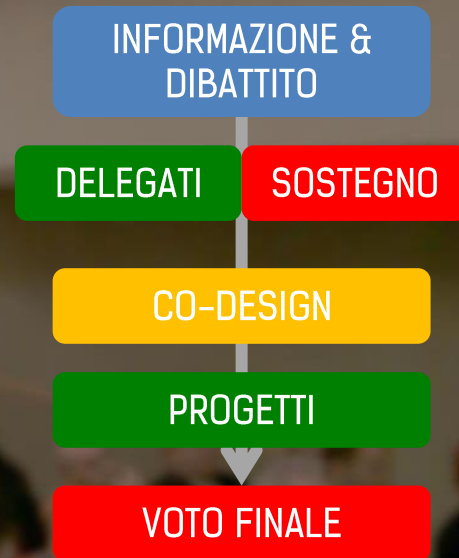 INFORMAZIONE &
DIBATTITO
DELEGATI
SOSTEGNO
CO-DESIGN
PROGETTI
VOTO FINALE